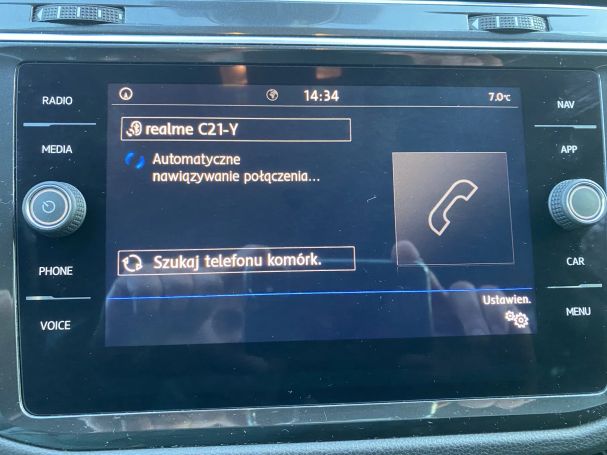 RADIO
MEDIA
PHONE
VOICE
14:34
7.0°C
realme C21-Y
Automatyczne
nawiązywanie połączenia...
Szukaj telefonu komórk.
Ustawien.
NAV
APP
CAR
MENU